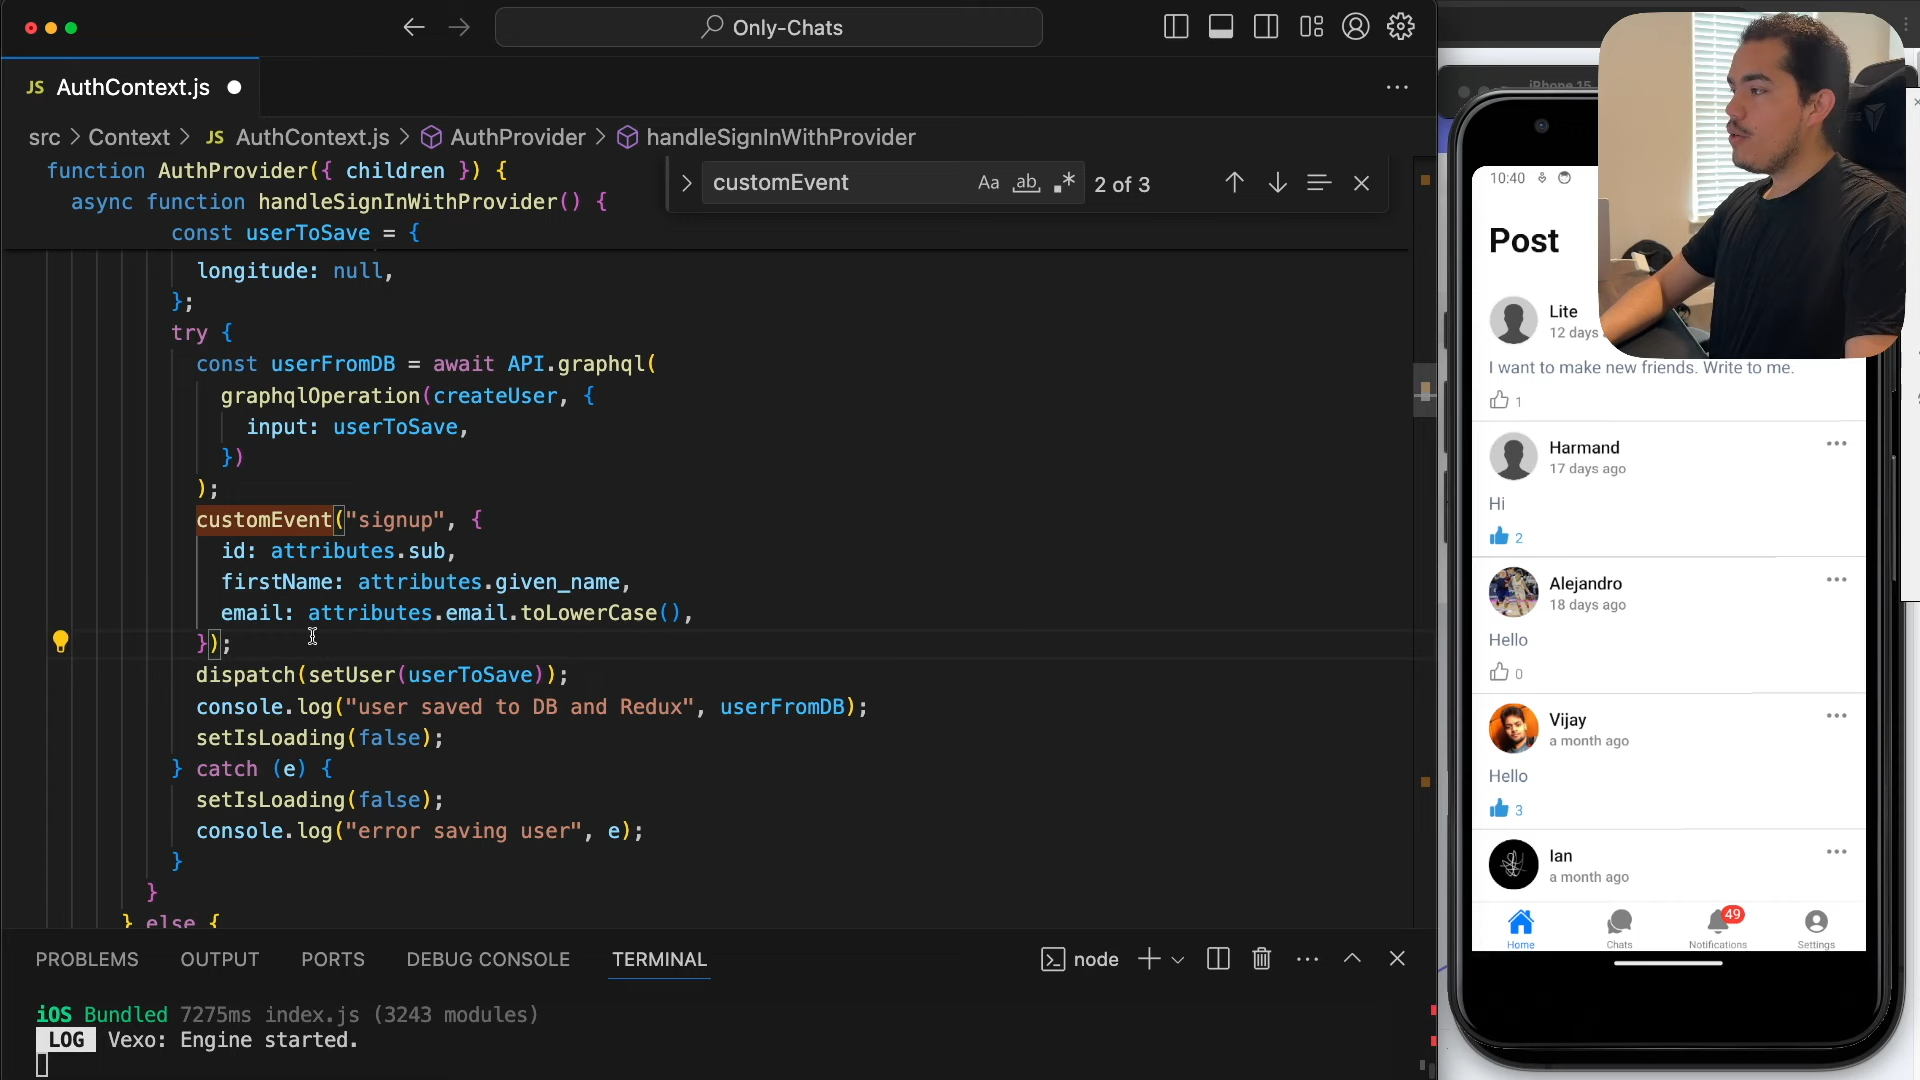 Only-Chats
JS AuthContext.js
src > Context > JS AuthContext.js > AuthProvider > handleSignInWithProvider
customEvent
Aa ab .* 2 of 3
function AuthProvider({ children }) {
async function handleSignInWithProvider() {
const userToSave = {
longitude: null,
};
try {
const userFromDB = await API.graphql(
graphqlOperation(createUser, {
input: userToSave,
})
);
customEvent("signup", {
id: attributes.sub,
firstName: attributes.given_name,
email: attributes.email.toLowerCase(),
});
dispatch(setUser(userToSave));
console.log("user saved to DB and Redux", userFromDB);
setIsLoading(false);
} catch (e) {
setIsLoading(false);
console.log("error saving user", e);
}
}
} else {
PROBLEMS OUTPUT PORTS DEBUG CONSOLE TERMINAL
node
iOS Bundled 7275ms index.js (3243 modules)
LOG Vexo: Engine started.
iPhone 15
10:40
Post
Lite
12 days
I want to make new friends. Write to me.
1
Harmand
17 days ago
Hi
2
Alejandro
18 days ago
Hello
0
Vijay
a month ago
Hello
3
Ian
a month ago
49
Home Chats Notifications Settings